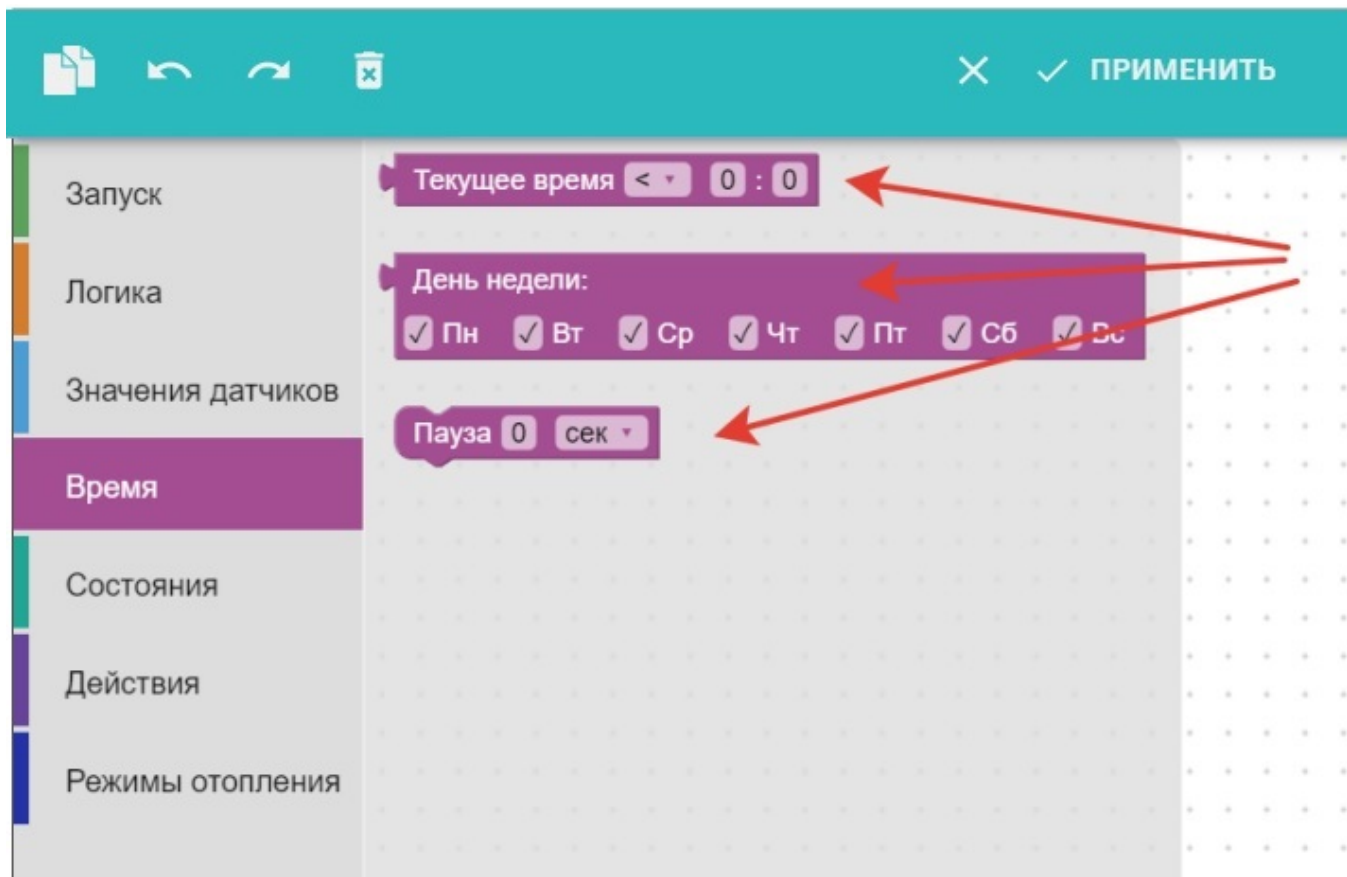 ПРИМЕНИТЬ
Запуск
Логика
Значения датчиков
Время
Состояния
Действия
Режимы отопления
Текущее время < 0 : 0
День недели:
Пн Вт Ср Чт Пт Сб Вс
Пауза 0 сек